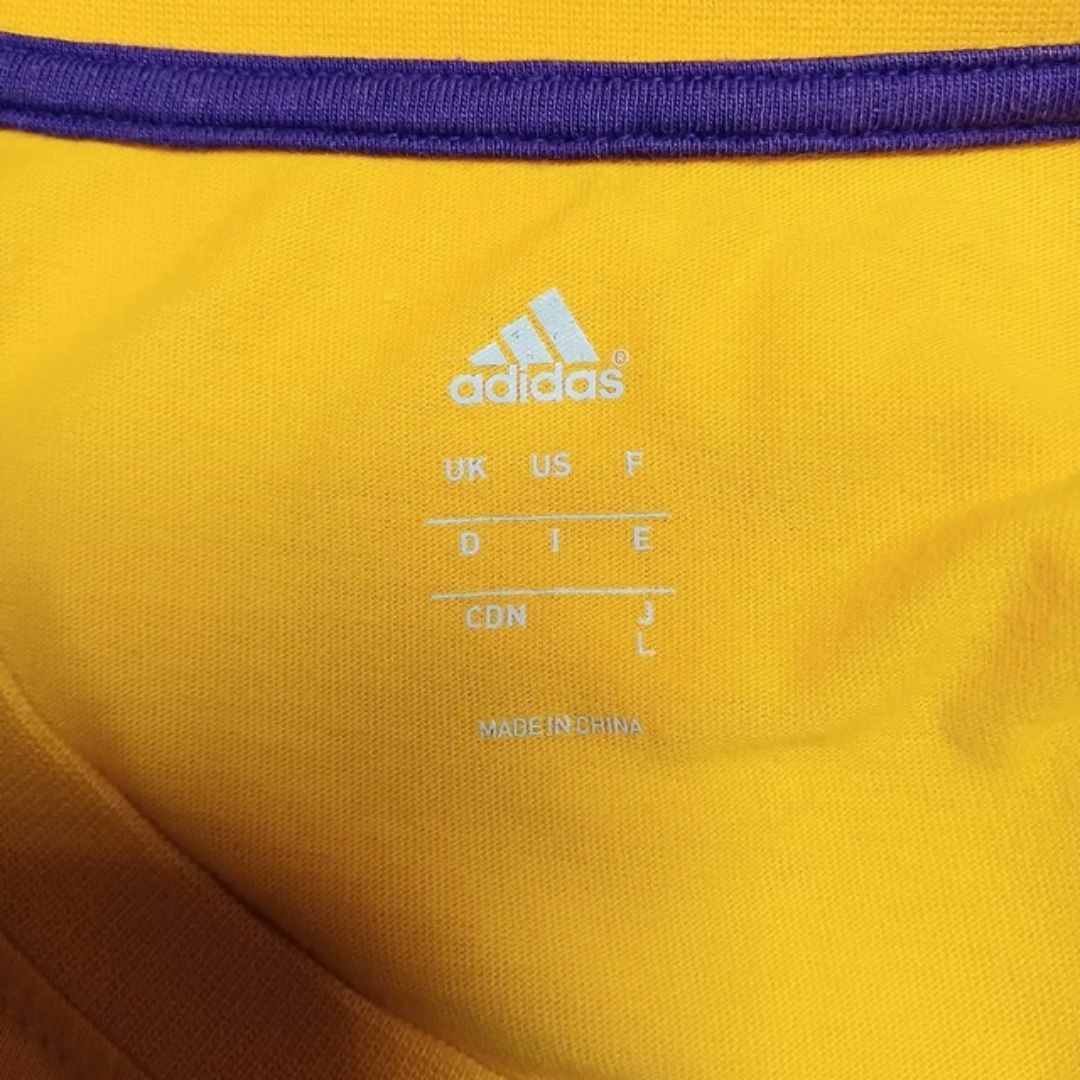 adidas®
UK US F
D I E
CDN J
L
MADE IN CHINA